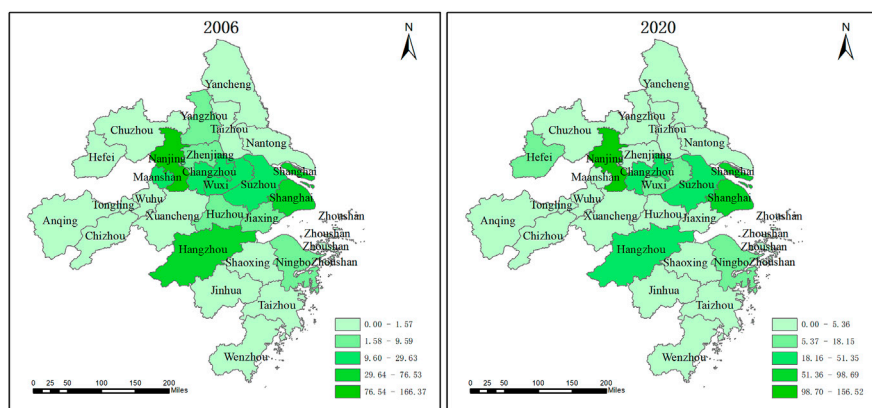 2006
N
Yancheng
Yangzhou
Taizhou
Chuzhou
Nantong
Hefei
Nanjing
Zhenjiang
Changzhou
Shanghai
Maanshan
Wuxi
Suzhou
Shanghai
Wuhu
Tongling
Anqing
Xuancheng
Huzhou
Jiaxing
Zhoushan
Chizhou
Hangzhou
Zhoushan
Zhoushan
Shaoxing
Ningbo
Zhoushan
Jinhua
Taizhou
Wenzhou
0.00 - 1.57
1.58 - 9.59
9.60 - 29.63
29.64 - 76.53
76.54 - 166.37
0 25 50 100 150 200
Miles
2020
N
Yancheng
Yangzhou
Taizhou
Chuzhou
Nantong
Hefei
Nanjing
Zhenjiang
Changzhou
Shanghai
Maanshan
Wuxi
Suzhou
Shanghai
Wuhu
Tongling
Anqing
Xuancheng
Huzhou
Jiaxing
Zhoushan
Chizhou
Hangzhou
Zhoushan
Zhoushan
Shaoxing
Ningbo
Zhoushan
Jinhua
Taizhou
Wenzhou
0.00 - 5.36
5.37 - 18.15
18.16 - 51.35
51.36 - 98.69
98.70 - 156.52
0 25 50 100 150 200
Miles